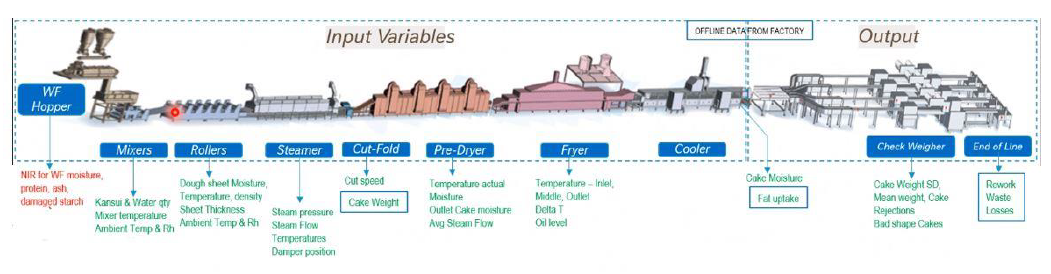 Input Variables
OFFLINE DATA FROM FACTORY
Output
WF
Hopper
Mixers
Rollers
Steamer
Cut-Fold
Pre-Dryer
Fryer
Cooler
Check Weigher
End of Line
NIR for WF moisture,
protein, ash,
damaged starch
Kansui & Water qty
Mixer temperature
Ambient Temp & Rh
Dough sheet Moisture,
Temperature, density
Sheet Thickness
Ambient Temp & Rh
Steam pressure
Steam Flow
Temperatures
Damper position
Cut speed
Cake Weight
Temperature actual
Moisture
Outlet Cake moisture
Avg Steam Flow
Temperature – Inlet,
Middle, Outlet
Delta T
Oil level
Cake Moisture
Fat uptake
Cake Weight SD,
Mean weight, Cake
Rejections
Bad shape Cakes
Rework
Waste
Losses